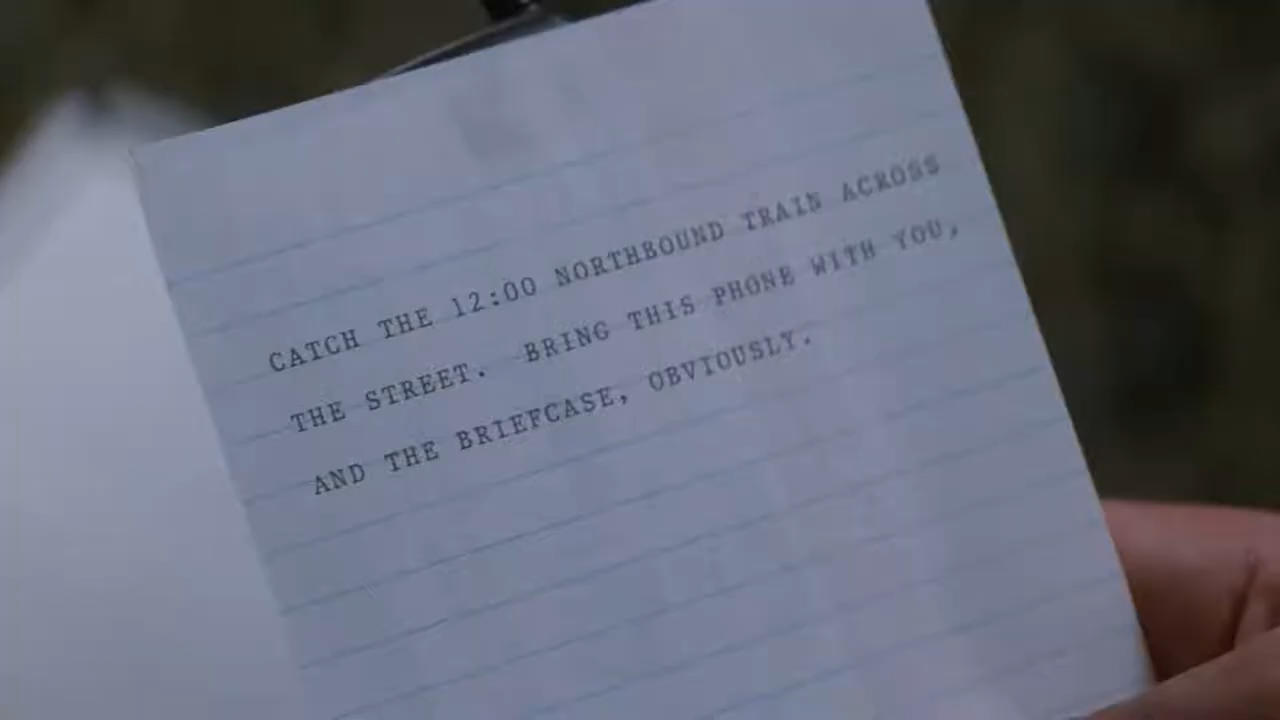 CATCH THE 12:00 NORTHBOUND TRAIN ACROSS
THE STREET. BRING THIS PHONE WITH YOU,
AND THE BRIEFCASE, OBVIOUSLY.